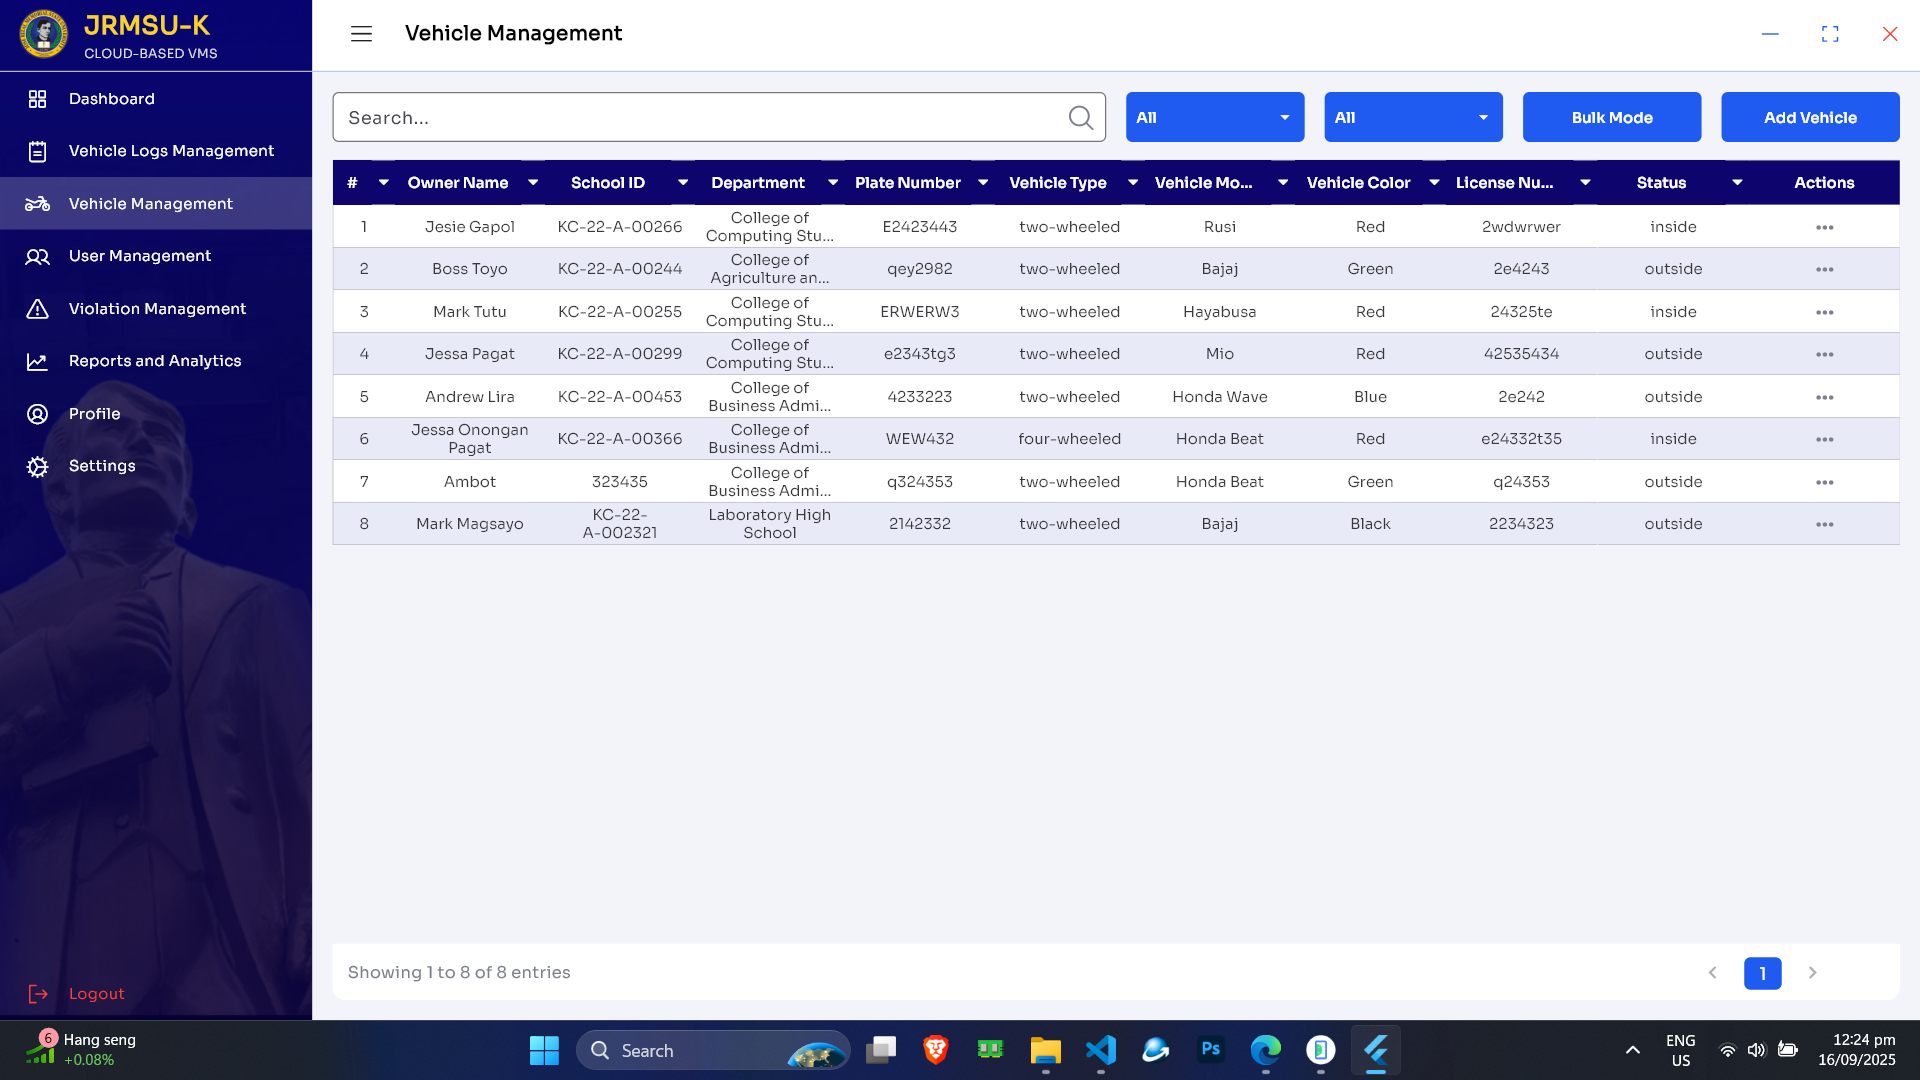 JRMSU-K
CLOUD-BASED VMS
Dashboard
Vehicle Logs Management
Vehicle Management
User Management
Violation Management
Reports and Analytics
Profile
Settings
Logout
Vehicle Management
Search...
All
All
Bulk Mode
Add Vehicle
# Owner Name School ID Department Plate Number Vehicle Type Vehicle Mo... Vehicle Color License Nu... Status Actions
1 Jesie Gapol KC-22-A-00266 College of Computing Stu... E2423443 two-wheeled Rusi Red 2wdwrwer inside
2 Boss Toyo KC-22-A-00244 College of Agriculture an... qey2982 two-wheeled Bajaj Green 2e4243 outside
3 Mark Tutu KC-22-A-00255 College of Computing Stu... ERWERW3 two-wheeled Hayabusa Red 24325te inside
4 Jessa Pagat KC-22-A-00299 College of Computing Stu... e2343tg3 two-wheeled Mio Red 42535434 outside
5 Andrew Lira KC-22-A-00453 College of Business Admi... 4233223 two-wheeled Honda Wave Blue 2e242 outside
6 Jessa Onongan Pagat KC-22-A-00366 College of Business Admi... WEW432 four-wheeled Honda Beat Red e24332t35 inside
7 Ambot 323435 College of Business Admi... q324353 two-wheeled Honda Beat Green q24353 outside
8 Mark Magsayo KC-22-A-002321 Laboratory High School 2142332 two-wheeled Bajaj Black 2234323 outside
Showing 1 to 8 of 8 entries
1
6
Hang seng
+0.08%
Search
Ps
ENG
US
12:24 pm
16/09/2025